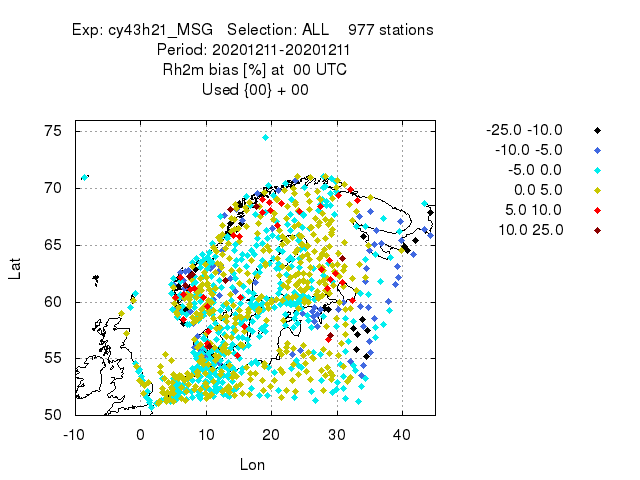 Exp: cy43h21_MSG Selection: ALL 977 stations
Period: 20201211-20201211
Rh2m bias [%] at 00 UTC
Used {00} + 00
75
70
65
60
55
50
Lat
-10 0 10 20 30 40
Lon
-25.0 -10.0
-10.0 -5.0
-5.0 0.0
0.0 5.0
5.0 10.0
10.0 25.0